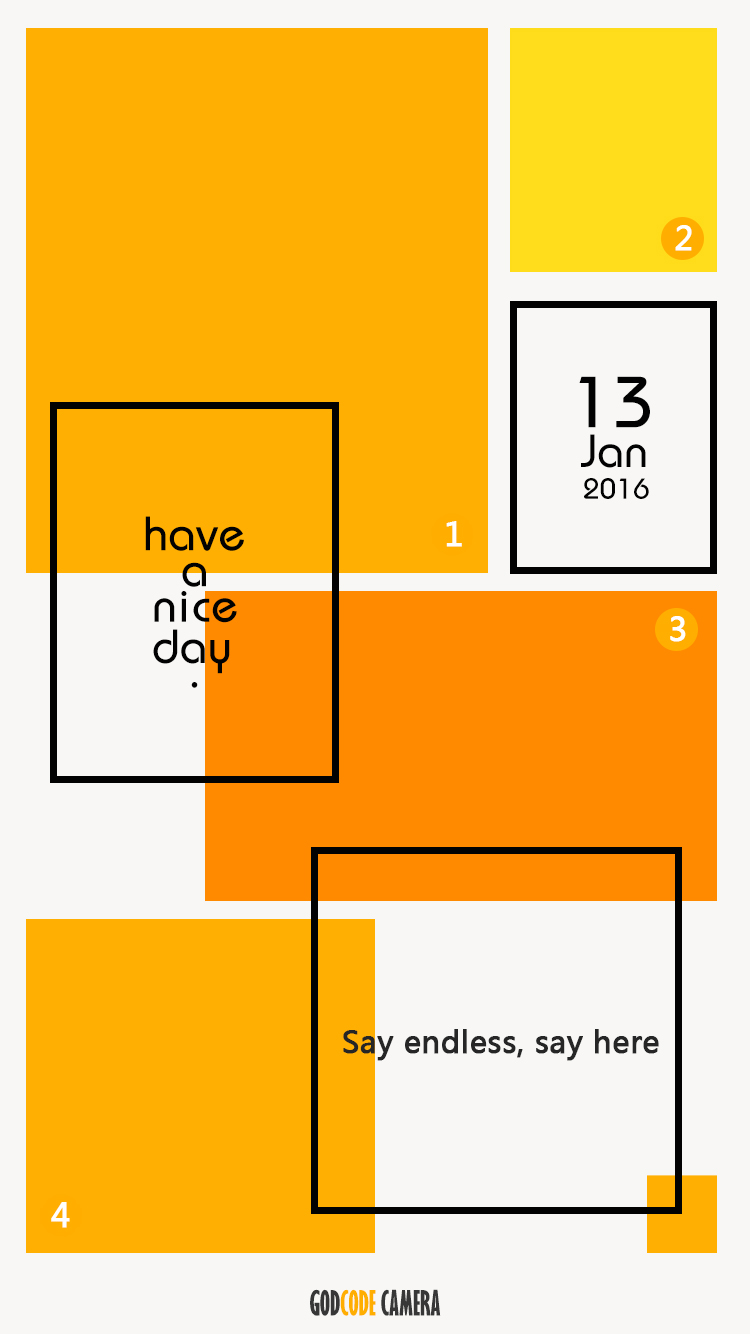 2
13
Jan
2016
have
a
nice
day
.
1
3
Say endless, say here
4
GODCODE CAMERA